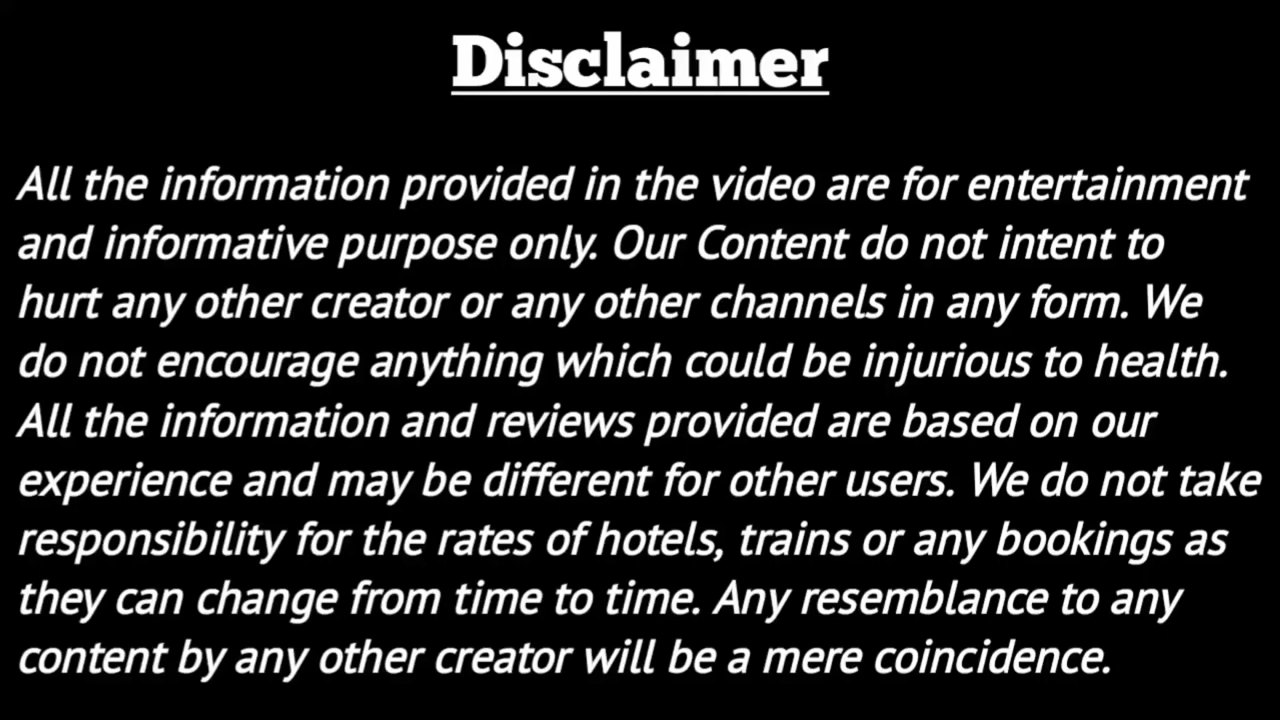 Disclaimer
All the information provided in the video are for entertainment
and informative purpose only. Our Content do not intent to
hurt any other creator or any other channels in any form. We
do not encourage anything which could be injurious to health.
All the information and reviews provided are based on our
experience and may be different for other users. We do not take
responsibility for the rates of hotels, trains or any bookings as
they can change from time to time. Any resemblance to any
content by any other creator will be a mere coincidence.